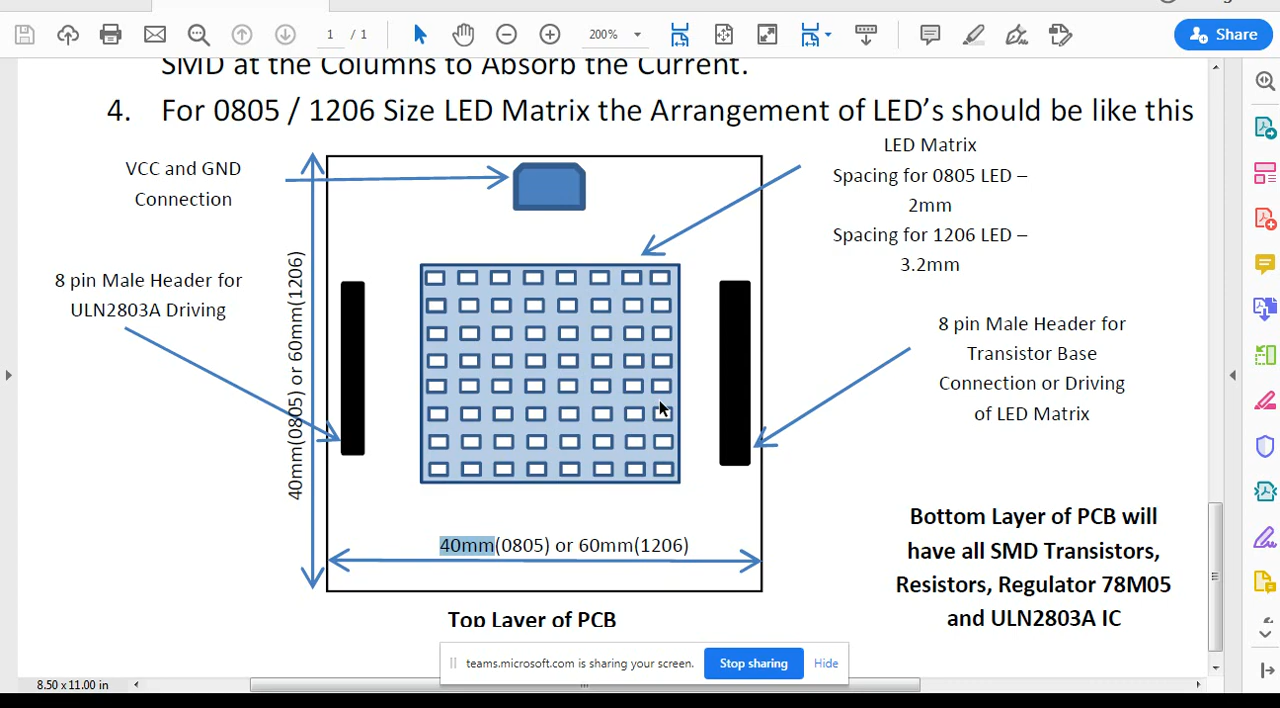 1 / 1
200%
Share
SMD at the Columns to Absorb the Current.
4. For 0805 / 1206 Size LED Matrix the Arrangement of LED's should be like this
VCC and GND
Connection
LED Matrix
Spacing for 0805 LED –
2mm
Spacing for 1206 LED –
3.2mm
8 pin Male Header for
ULN2803A Driving
40mm(0805) or 60mm(1206)
8 pin Male Header for
Transistor Base
Connection or Driving
of LED Matrix
40mm(0805) or 60mm(1206)
Bottom Layer of PCB will
have all SMD Transistors,
Resistors, Regulator 78M05
and ULN2803A IC
Top Layer of PCB
teams.microsoft.com is sharing your screen.
Stop sharing
Hide
8.50 x 11.00 in